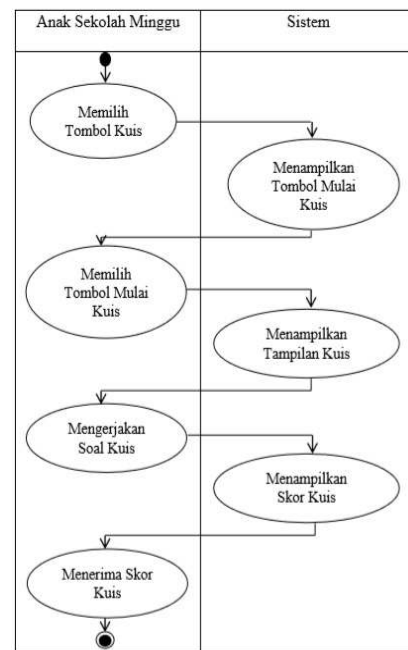 Anak Sekolah Minggu
Sistem
Memilih
Tombol Kuis
Menampilkan
Tombol Mulai
Kuis
Memilih
Tombol Mulai
Kuis
Menampilkan
Tampilan Kuis
Mengerjakan
Soal Kuis
Menampilkan
Skor Kuis
Menerima Skor
Kuis